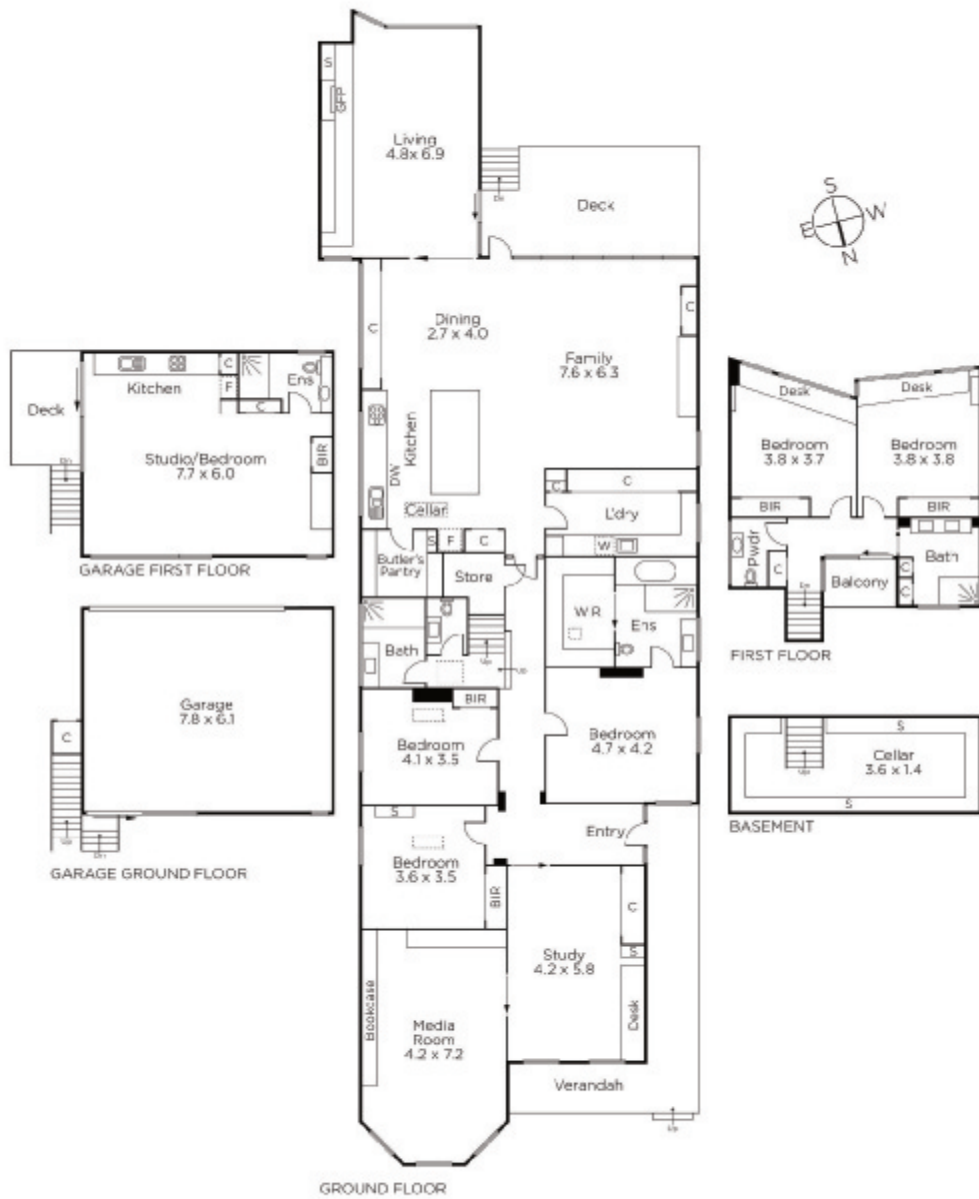 S
GFP
Living
4.8 x 6.9
Dn
Deck
S
W
E
N
C
Dining
2.7 x 4.0
Family
7.6 x 6.3
C
Kitchen
DW
Cellar
C
C
L'dry
W
S
F
C
Butler's
Pantry
Store
WR
Ens
Bath
Up
Up
BIR
Bedroom
4.1 x 3.5
Bedroom
4.7 x 4.2
S
Bedroom
3.6 x 3.5
BIR
Entry
C
S
Study
4.2 x 5.8
Desk
Bookcase
Media
Room
4.2 x 7.2
Verandah
Up
GROUND FLOOR
Deck
Dn
Kitchen
C
F
Ens
C
Studio/Bedroom
7.7 x 6.0
BIR
GARAGE FIRST FLOOR
Garage
7.8 x 6.1
C
Up
Dn
GARAGE GROUND FLOOR
Desk
Desk
Bedroom
3.8 x 3.7
Bedroom
3.8 x 3.8
BIR
BIR
Pwdr
C
Dn
Balcony
C
C
Bath
FIRST FLOOR
S
Up
Cellar
3.6 x 1.4
S
BASEMENT